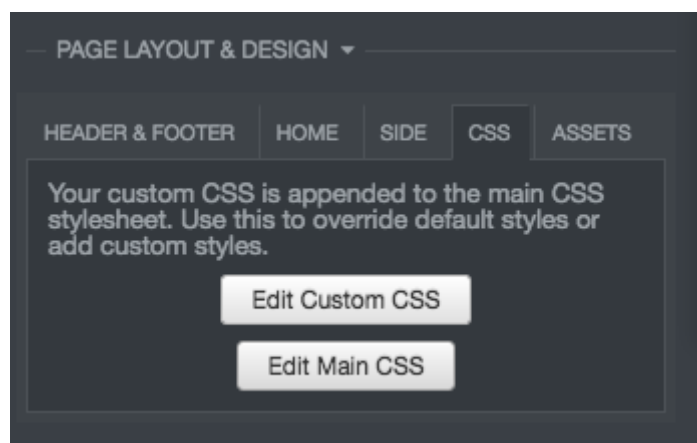 PAGE LAYOUT & DESIGN
HEADER & FOOTER HOME SIDE CSS ASSETS
Your custom CSS is appended to the main CSS
stylesheet. Use this to override default styles or
add custom styles.
Edit Custom CSS
Edit Main CSS